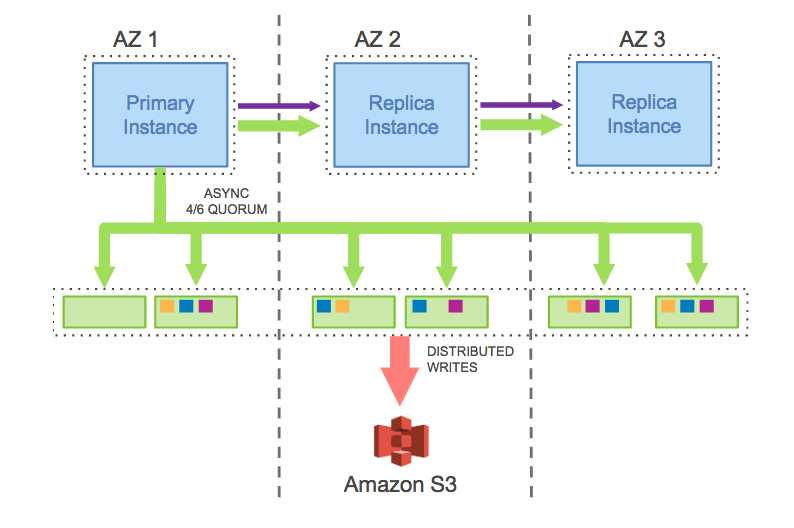 AZ 1
AZ 2
AZ 3
Primary
Instance
Replica
Instance
Replica
Instance
ASYNC
4/6 QUORUM
DISTRIBUTED
WRITES
Amazon S3